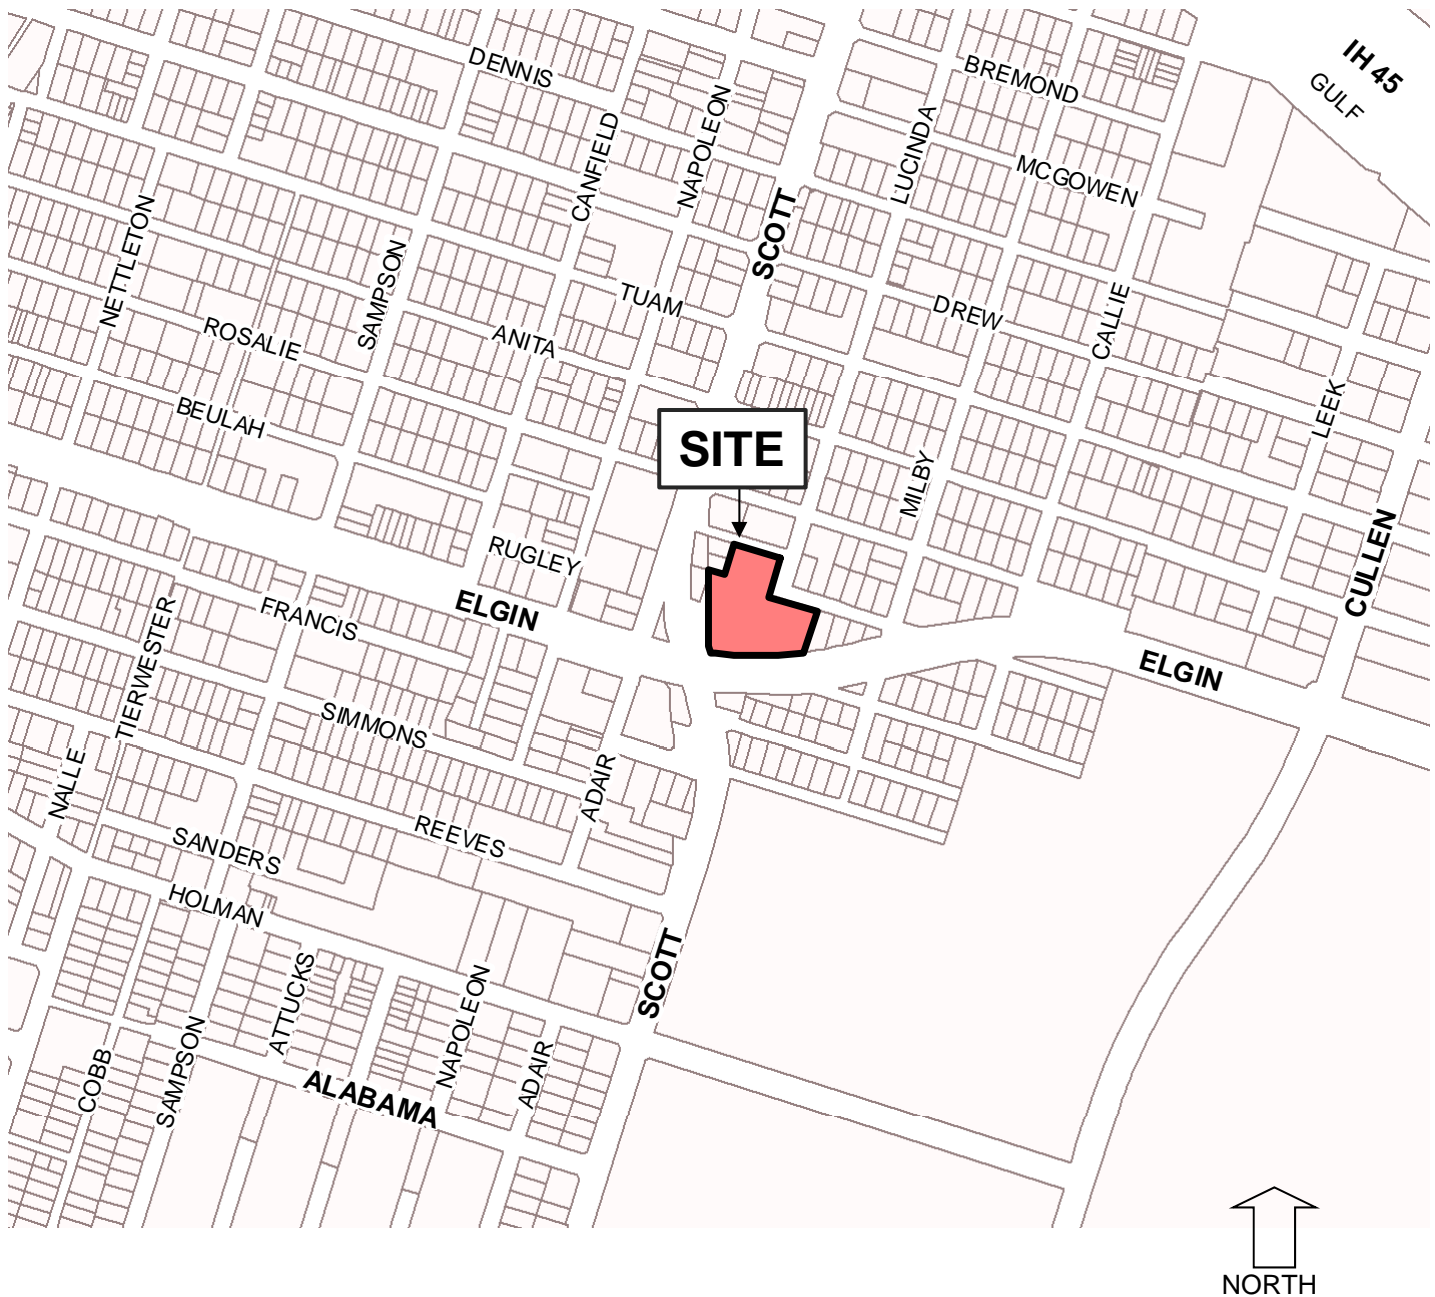 IH 45
GULF
DENNIS
BREMOND
CANFIELD
NAPOLEON
LUCINDA
MCGOWEN
NETTLETON
SCOTT
SAMPSON
TUAM
DREW
CALLIE
ROSALIE
ANITA
BEULAH
LEEK
SITE
MILBY
CULLEN
RUGLEY
FRANCIS
ELGIN
TIERWESTER
ELGIN
SIMMONS
NALLE
ADAIR
REEVES
SANDERS
HOLMAN
SCOTT
ATTUCKS
NAPOLEON
COBB
SAMPSON
ADAIR
ALABAMA
NORTH